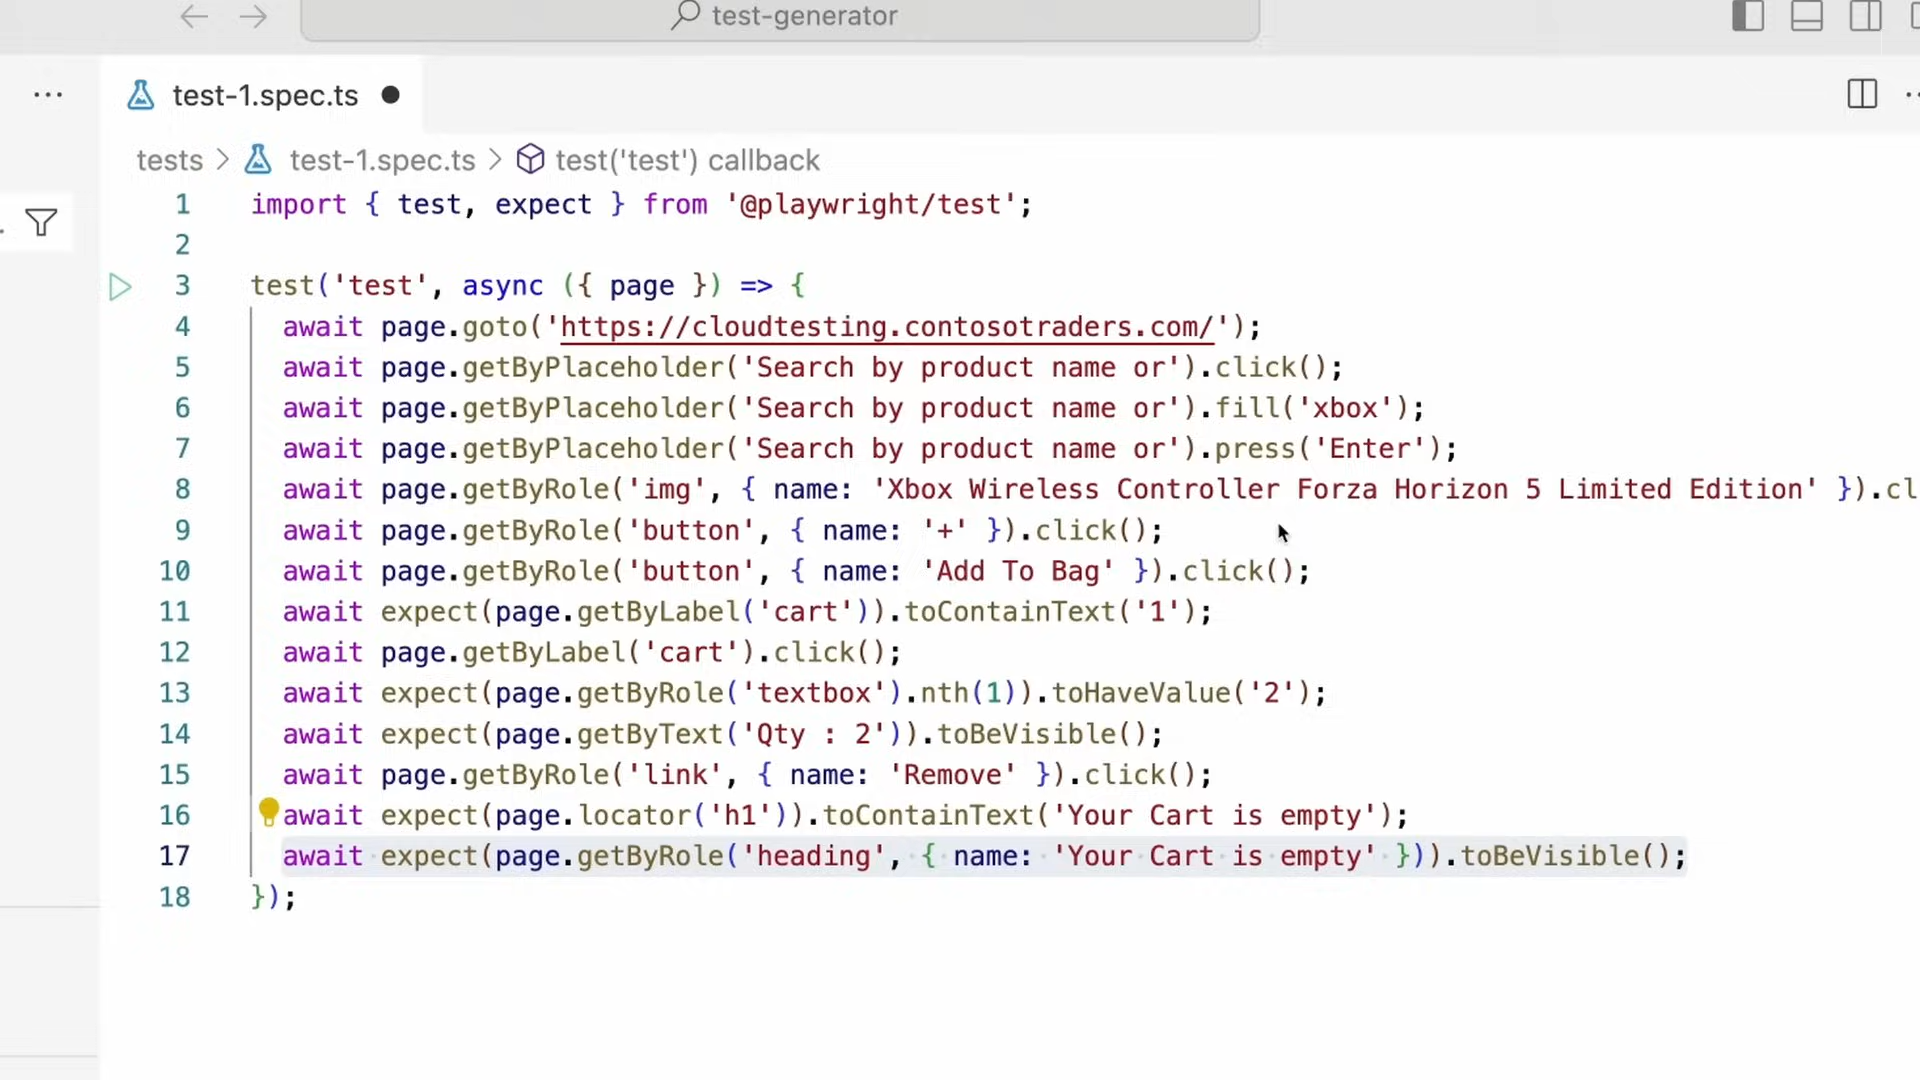 test-generator
test-1.spec.ts
tests > test-1.spec.ts > test('test') callback
1 import { test, expect } from '@playwright/test';
2
3 test('test', async ({ page }) => {
4 await page.goto('https://cloudtesting.contosotraders.com/');
5 await page.getByPlaceholder('Search by product name or').click();
6 await page.getByPlaceholder('Search by product name or').fill('xbox');
7 await page.getByPlaceholder('Search by product name or').press('Enter');
8 await page.getByRole('img', { name: 'Xbox Wireless Controller Forza Horizon 5 Limited Edition' }).cl
9 await page.getByRole('button', { name: '+' }).click();
10 await page.getByRole('button', { name: 'Add To Bag' }).click();
11 await expect(page.getByLabel('cart')).toContainText('1');
12 await page.getByLabel('cart').click();
13 await expect(page.getByRole('textbox').nth(1)).toHaveValue('2');
14 await expect(page.getByText('Qty : 2')).toBeVisible();
15 await page.getByRole('link', { name: 'Remove' }).click();
16 await expect(page.locator('h1')).toContainText('Your Cart is empty');
17 await expect(page.getByRole('heading', { name: 'Your Cart is empty' })).toBeVisible();
18 });